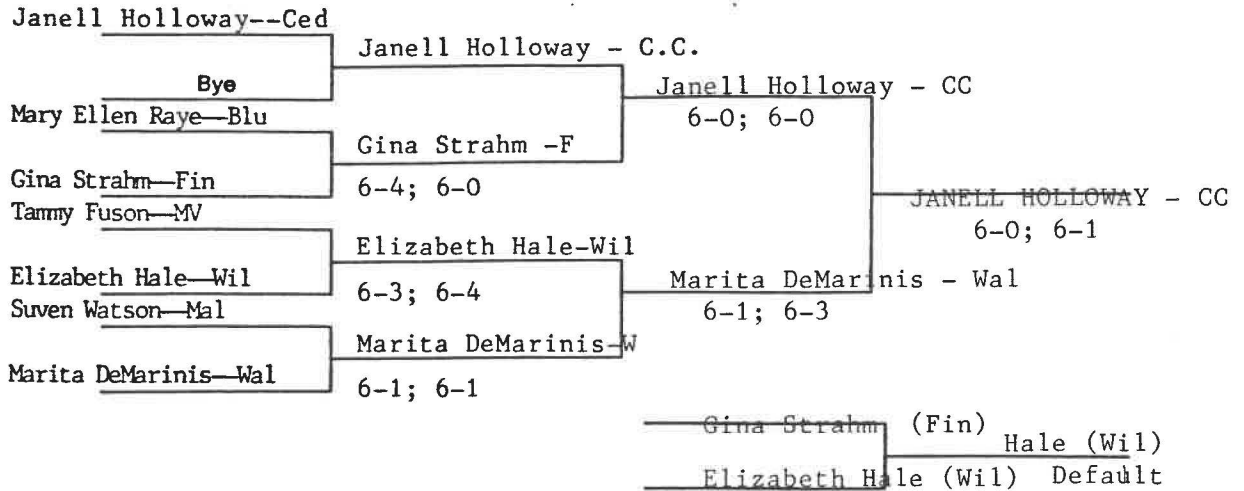 Janell Holloway--Ced
Bye
Mary Ellen Raye—Blu
Gina Strahm—Fin
Tammy Fuson—MV
Elizabeth Hale—Wil
Suven Watson—Mal
Marita DeMarinis—Wal
Janell Holloway - C.C.
Gina Strahm -F
6-4; 6-0
Elizabeth Hale-Wil
6-3; 6-4
Marita DeMarinis-W
6-1; 6-1
Janell Holloway - CC
6-0; 6-0
Marita DeMarinis - Wal
6-1; 6-3
JANELL HOLLOWAY - CC
6-0; 6-1
Gina Strahm (Fin)
Elizabeth Hale (Wil)
Hale (Wil)
Default